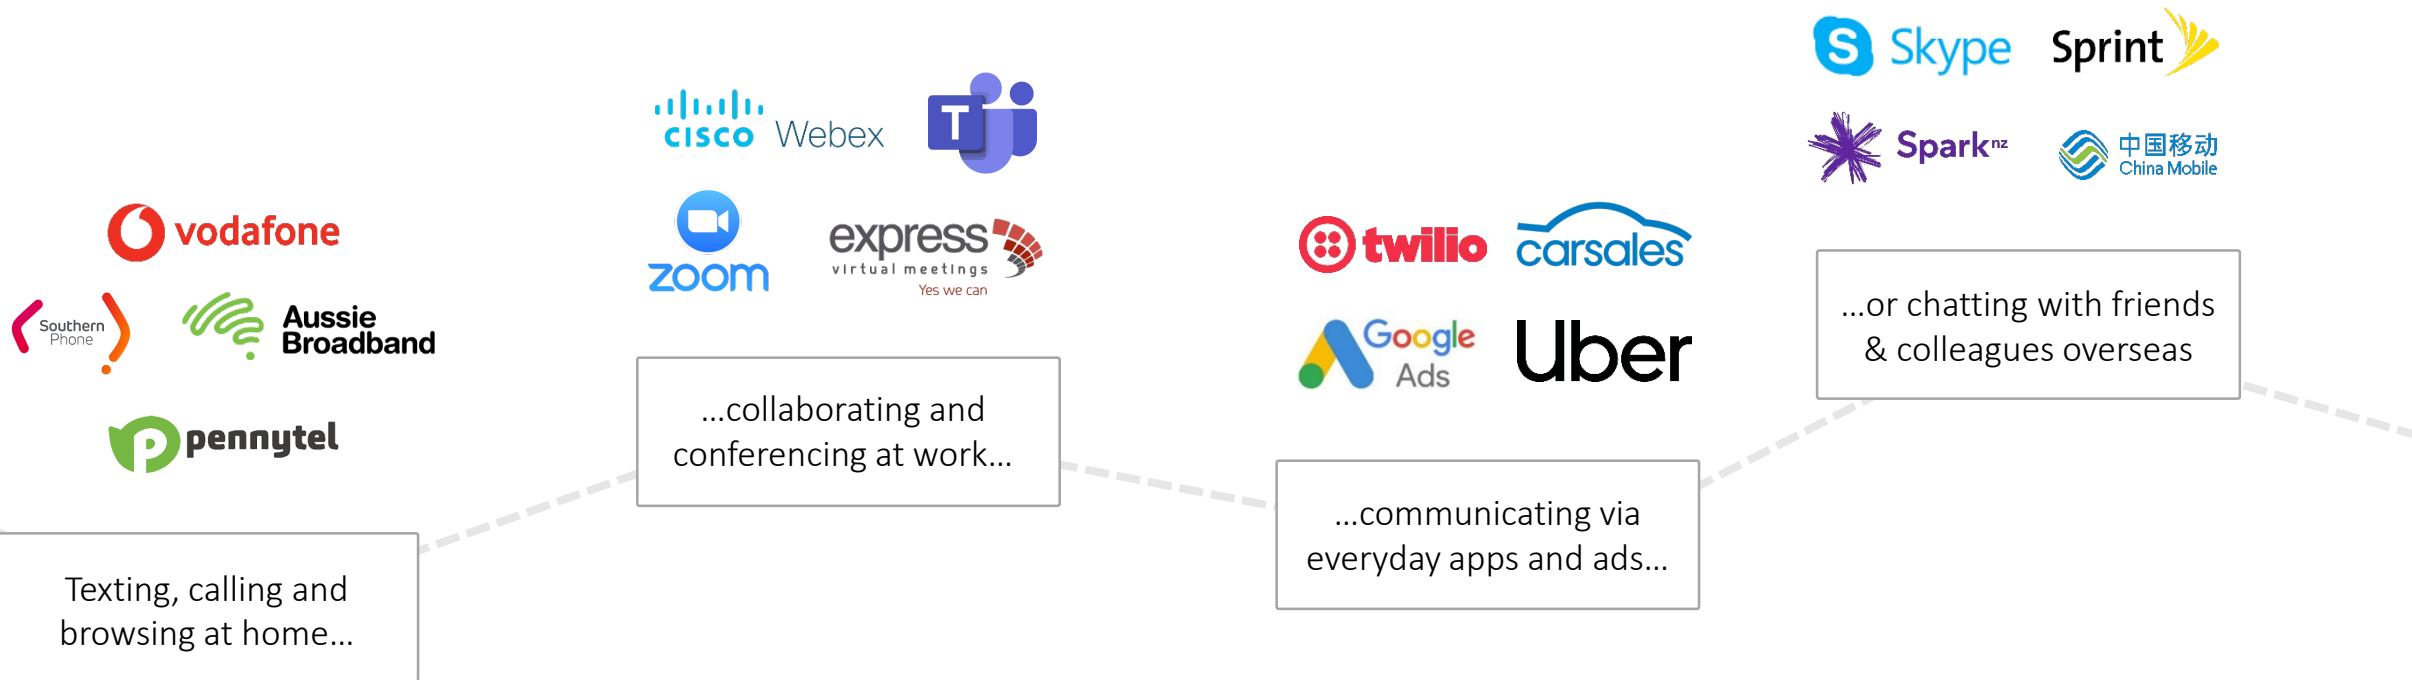 vodafone
Southern
Phone
Aussie
Broadband
pennytel
Texting, calling and
browsing at home...
CISCO Webex
T
zoom
express
virtual meetings
Yes we can
...collaborating and
conferencing at work...
twilio
carsales
Google
Ads
Uber
...communicating via
everyday apps and ads...
S Skype
Sprint
Spark nz
中国移动
China Mobile
...or chatting with friends
& colleagues overseas